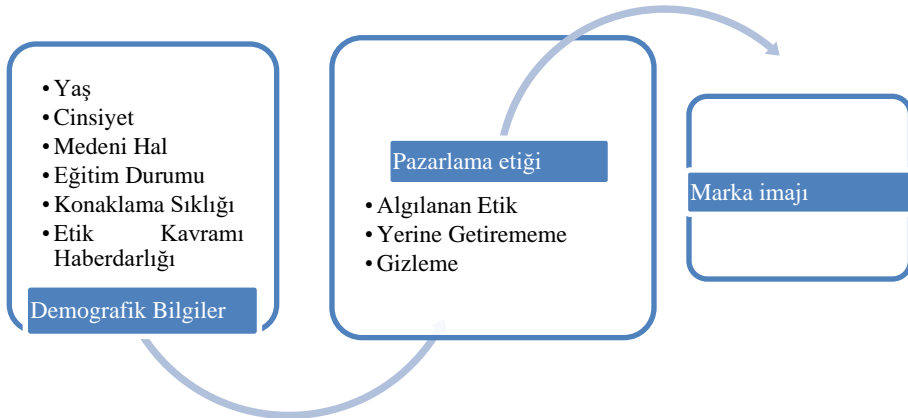 • Yaş
• Cinsiyet
• Medeni Hal
• Eğitim Durumu
• Konaklama Sıklığı
• Etik Kavramı
Haberdarlığı
Demografik Bilgiler
Pazarlama etiği
• Algılanan Etik
• Yerine Getirememe
• Gizleme
Marka imajı